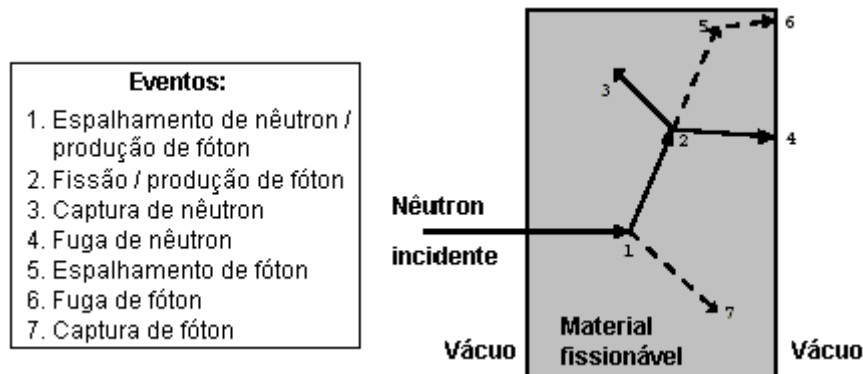 Eventos:
1. Espalhamento de nêutron /
produção de fóton
2. Fissão / produção de fóton
3. Captura de nêutron
4. Fuga de nêutron
5. Espalhamento de fóton
6. Fuga de fóton
7. Captura de fóton
5
6
3
2
4
Nêutron
incidente
1
7
Material
fissionável
Vácuo
Vácuo